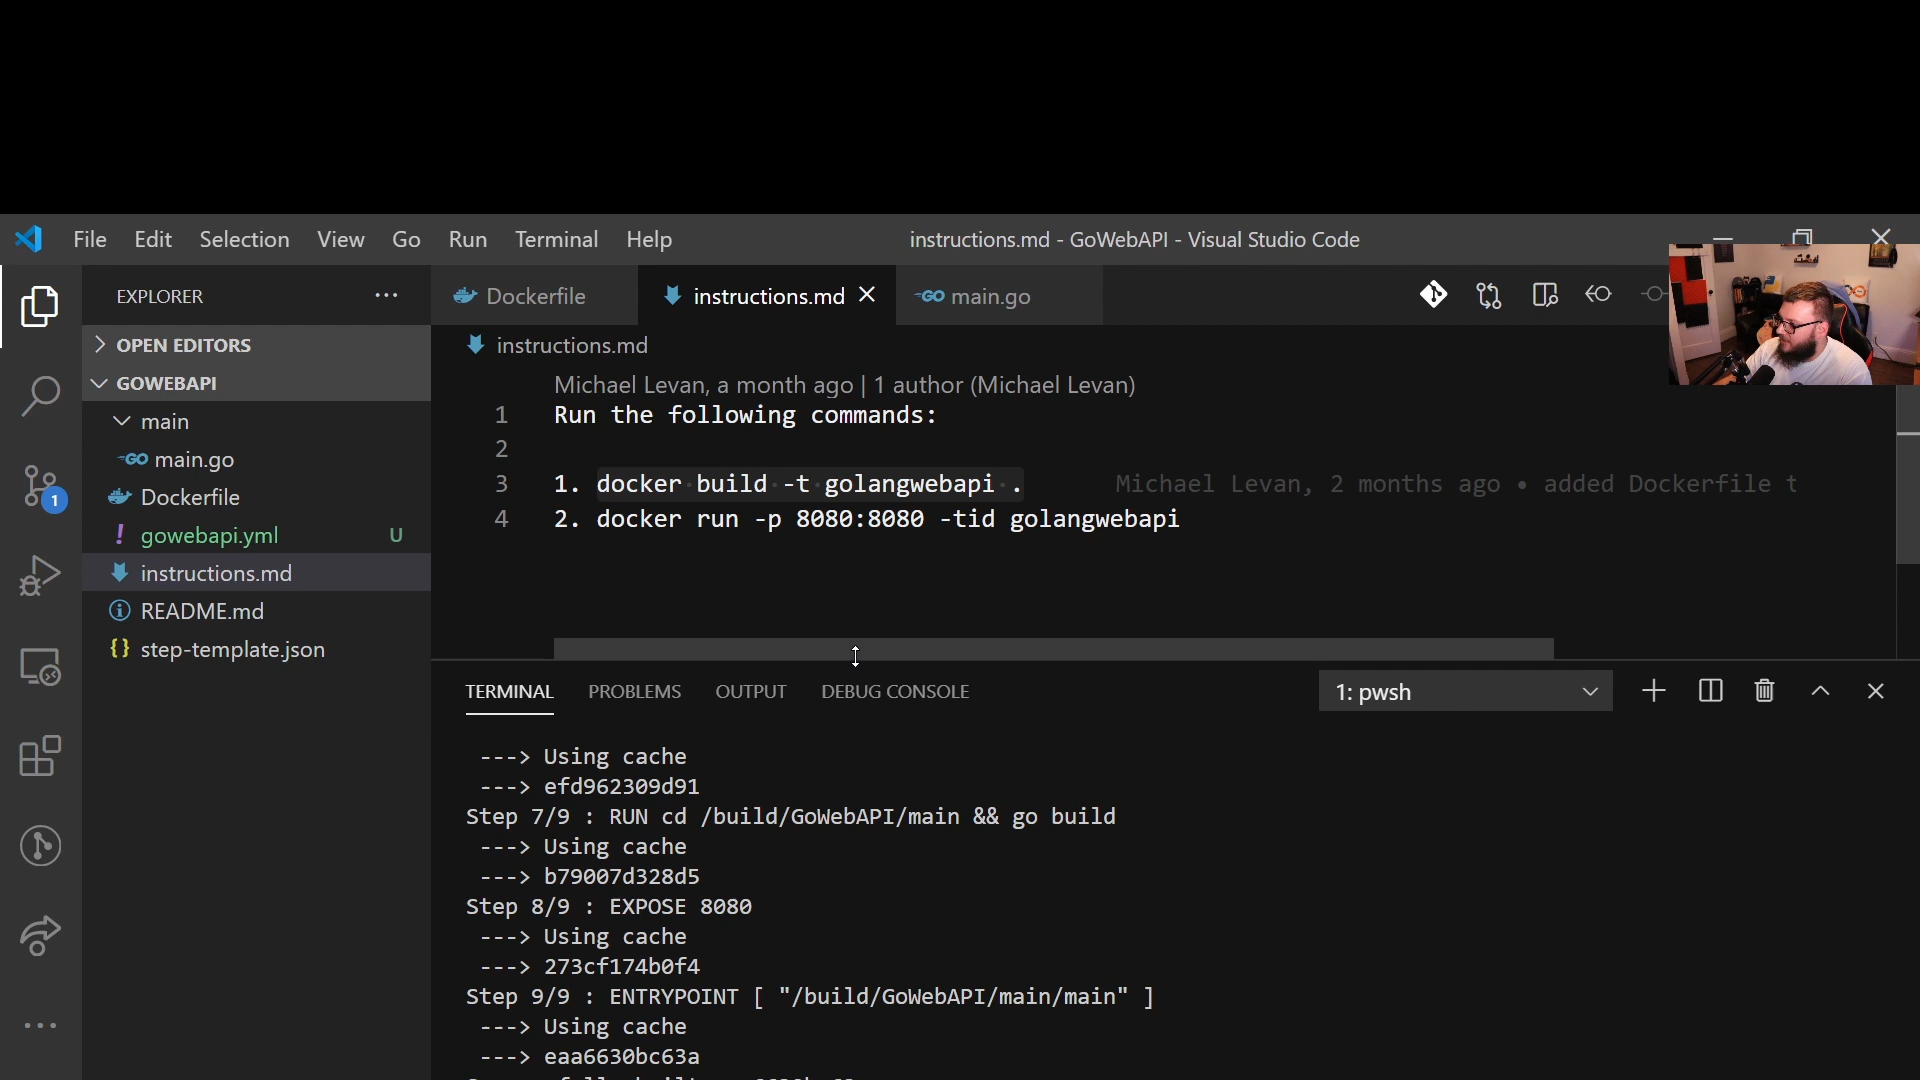 File Edit Selection View Go Run Terminal Help
instructions.md - GoWebAPI - Visual Studio Code
EXPLORER
Dockerfile
instructions.md
main.go
OPEN EDITORS
GOWEBAPI
main
main.go
Dockerfile
gowebapi.yml U
instructions.md
README.md
step-template.json
1
instructions.md
Michael Levan, a month ago | 1 author (Michael Levan)
1 Run the following commands:
2
3 1. docker build -t golangwebapi . Michael Levan, 2 months ago • added Dockerfile t
4 2. docker run -p 8080:8080 -tid golangwebapi
TERMINAL PROBLEMS OUTPUT DEBUG CONSOLE
1: pwsh
---> Using cache
---> efd962309d91
Step 7/9 : RUN cd /build/GoWebAPI/main && go build
---> Using cache
---> b79007d328d5
Step 8/9 : EXPOSE 8080
---> Using cache
---> 273cf174b0f4
Step 9/9 : ENTRYPOINT [ "/build/GoWebAPI/main/main" ]
---> Using cache
---> eaa6630bc63a